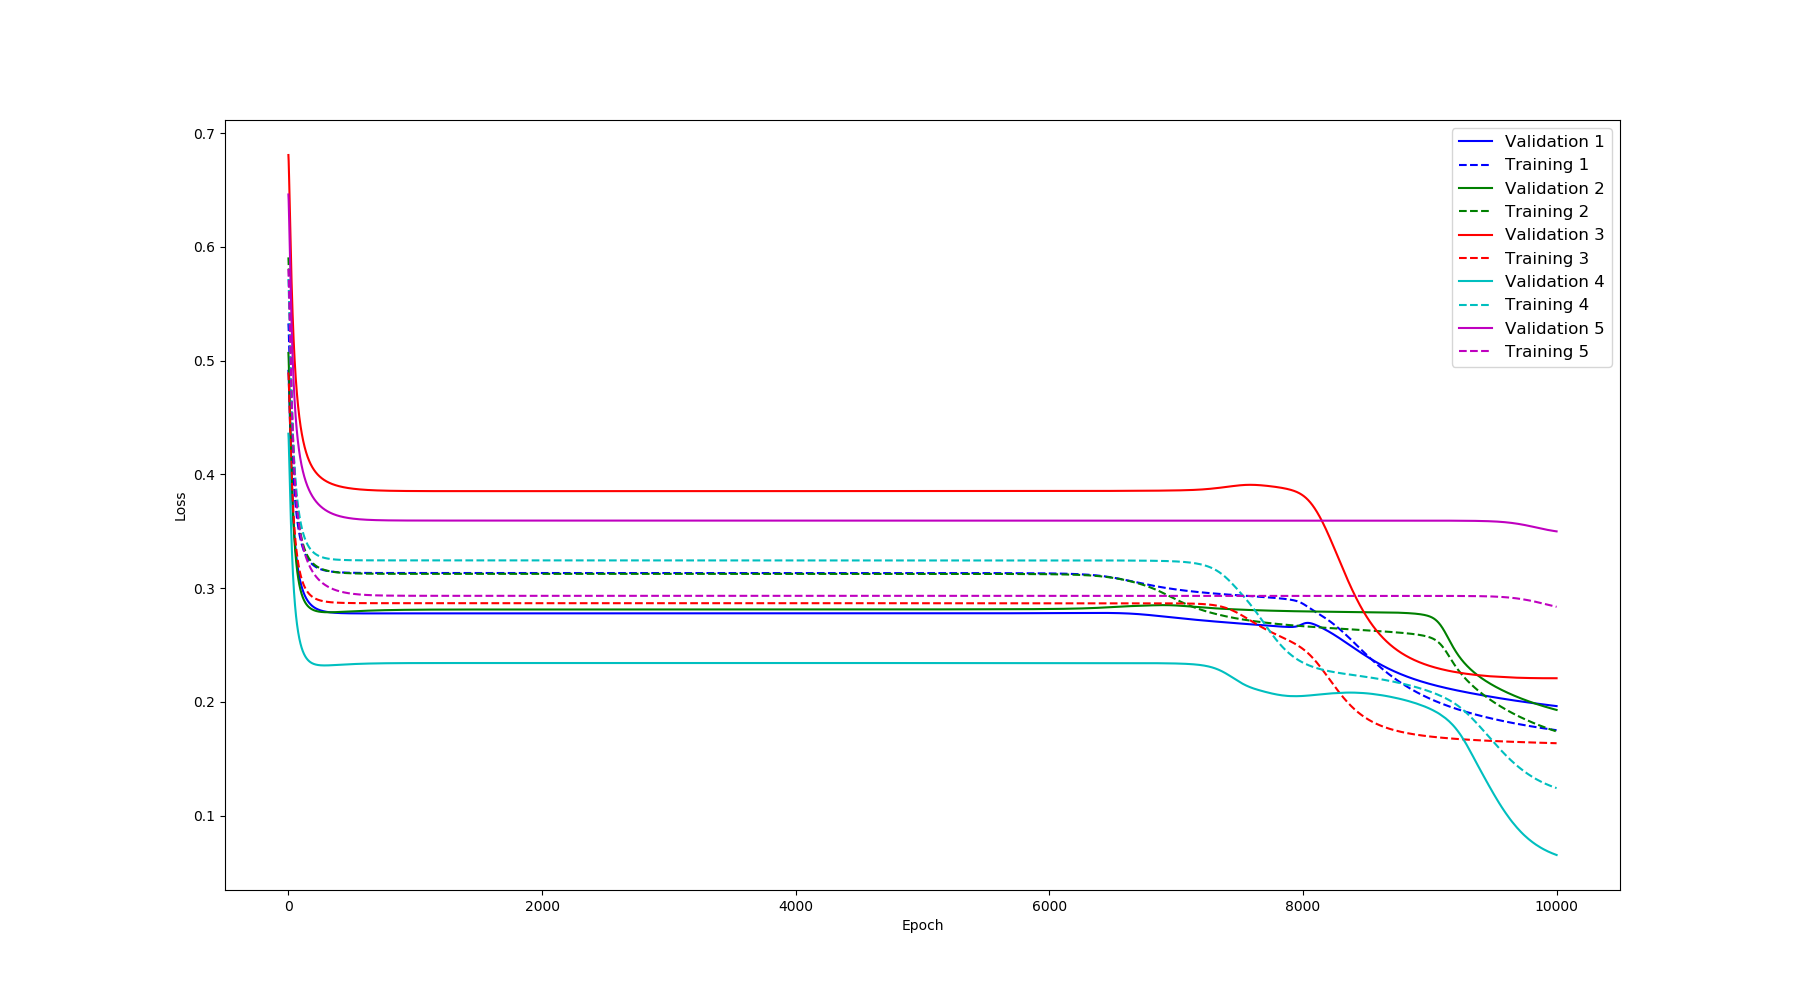 0.7
0.6
0.5
0.4
0.3
0.2
0.1
Loss
0
2000
4000
6000
8000
10000
Epoch
Validation 1
Training 1
Validation 2
Training 2
Validation 3
Training 3
Validation 4
Training 4
Validation 5
Training 5